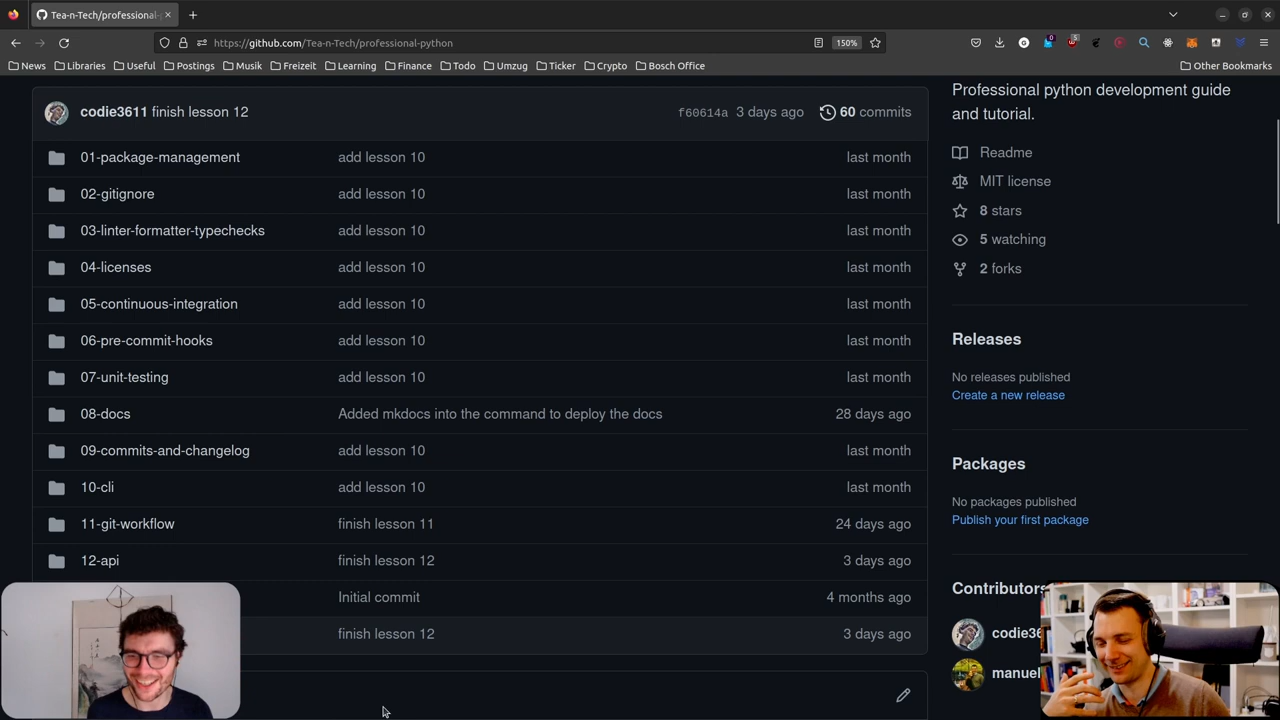 Tea-n-Tech/professional-
https://github.com/Tea-n-Tech/professional-python
150%
0
5
News Libraries Useful Postings Musik Freizeit Learning Finance Todo Umzug Ticker Crypto Bosch Office Other Bookmarks
codie3611 finish lesson 12 f60614a 3 days ago 60 commits
01-package-management add lesson 10 last month
02-gitignore add lesson 10 last month
03-linter-formatter-typechecks add lesson 10 last month
04-licenses add lesson 10 last month
05-continuous-integration add lesson 10 last month
06-pre-commit-hooks add lesson 10 last month
07-unit-testing add lesson 10 last month
08-docs Added mkdocs into the command to deploy the docs 28 days ago
09-commits-and-changelog add lesson 10 last month
10-cli add lesson 10 last month
11-git-workflow finish lesson 11 24 days ago
12-api finish lesson 12 3 days ago
Initial commit 4 months ago
finish lesson 12 3 days ago
Professional python development guide
and tutorial.
Readme
MIT license
8 stars
5 watching
2 forks
Releases
No releases published
Create a new release
Packages
No packages published
Publish your first package
Contributors
codie36
manuel